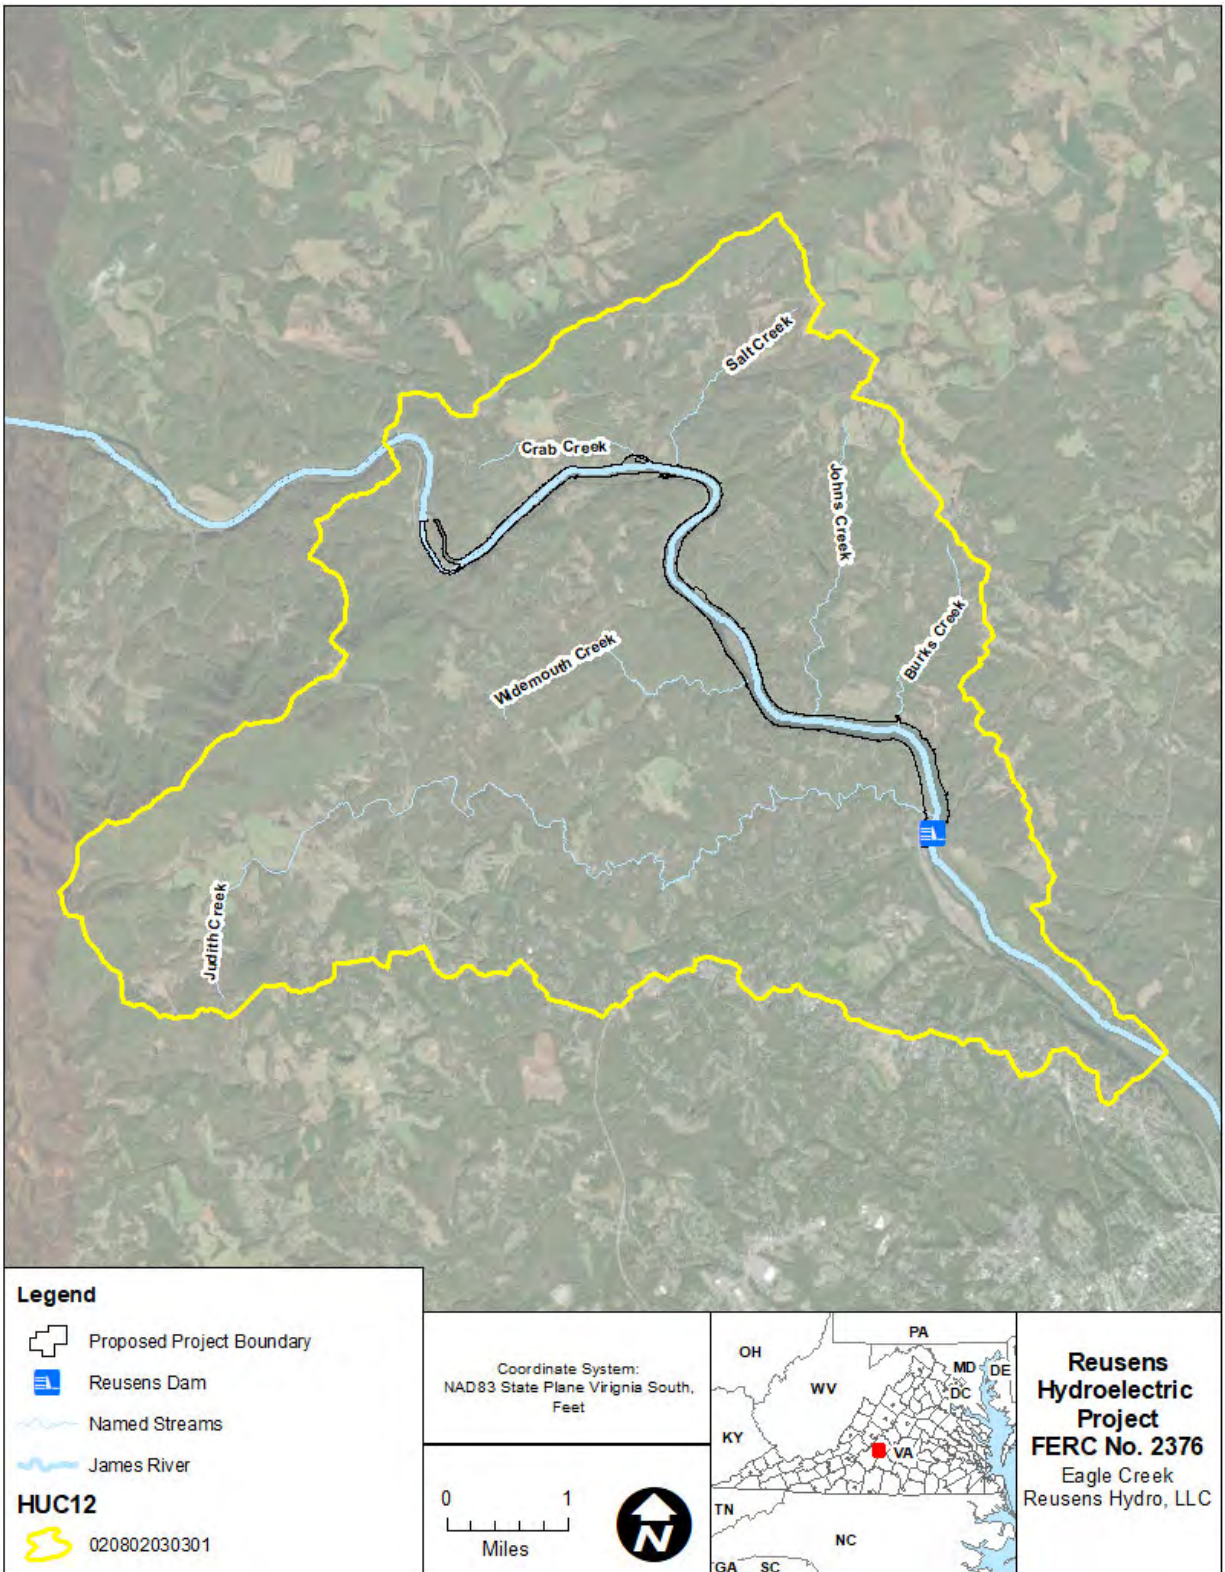 Salt Creek
Crab Creek
Johns Creek
Burks Creek
Widemouth Creek
Judith Creek
Legend
Proposed Project Boundary
Reusens Dam
Named Streams
James River
HUC12
020802030301
Coordinate System:
NAD83 State Plane Virignia South,
Feet
0 1
Miles
N
PA
OH
MD
DE
WV
DC
KY
VA
TN
NC
GA
SC
Reusens
Hydroelectric
Project
FERC No. 2376
Eagle Creek
Reusens Hydro, LLC